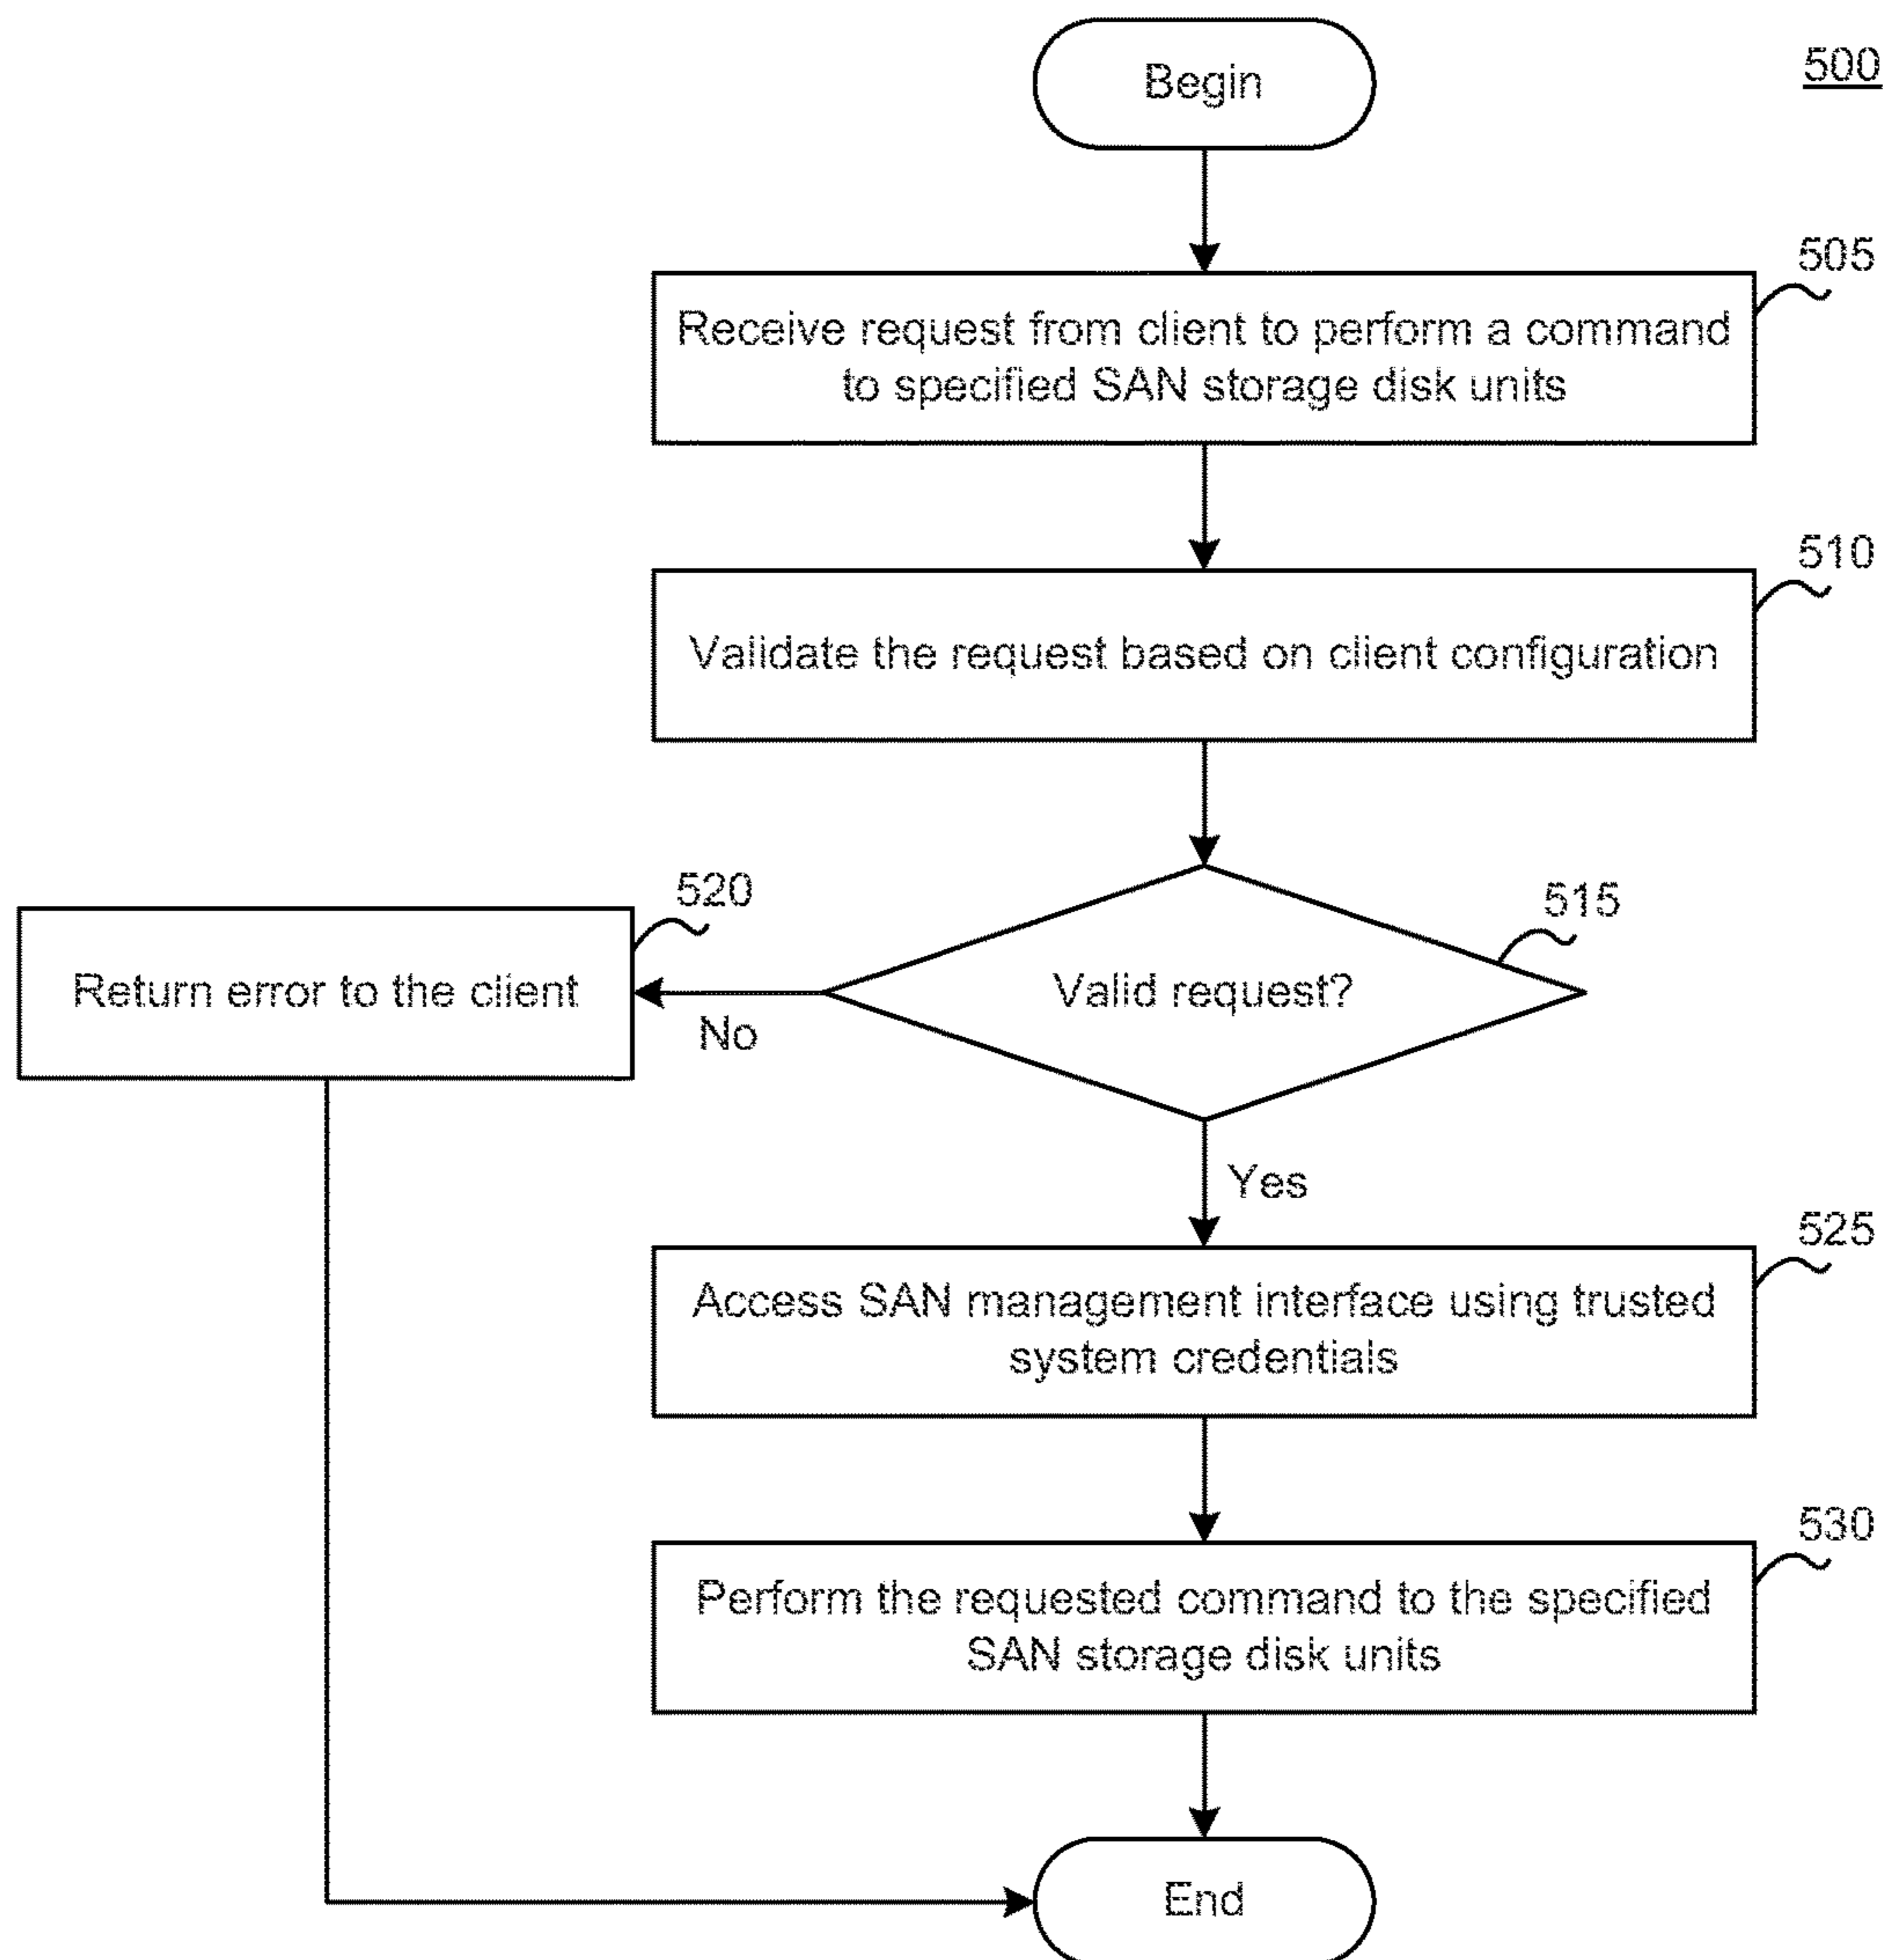 Begin
500
505
Receive request from client to perform a command
to specified SAN storage disk units
510
Validate the request based on client configuration
515
Valid request?
520
Return error to the client
No
Yes
525
Access SAN management interface using trusted
system credentials
530
Perform the requested command to the specified
SAN storage disk units
End